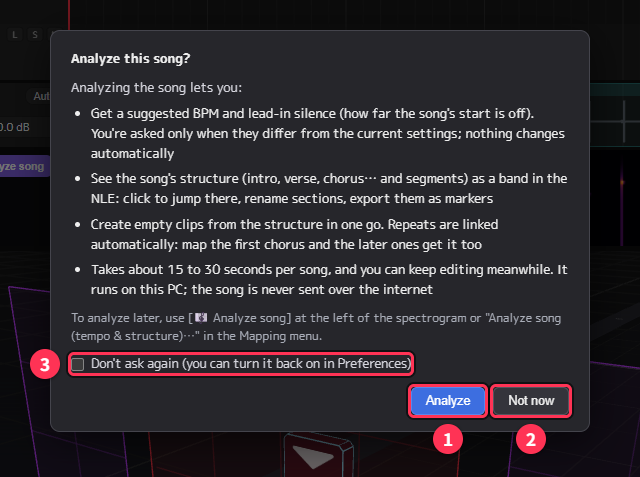 L S
Aut
0.0 dB
yze song
Analyze this song?
Analyzing the song lets you:
• Get a suggested BPM and lead-in silence (how far the song's start is off).
You're asked only when they differ from the current settings; nothing changes
automatically
• See the song's structure (intro, verse, chorus… and segments) as a band in the
NLE: click to jump there, rename sections, export them as markers
• Create empty clips from the structure in one go. Repeats are linked
automatically: map the first chorus and the later ones get it too
• Takes about 15 to 30 seconds per song, and you can keep editing meanwhile. It
runs on this PC; the song is never sent over the internet
To analyze later, use [ Analyze song] at the left of the spectrogram or "Analyze song
(tempo & structure)…" in the Mapping menu.
3 Don't ask again (you can turn it back on in Preferences)
Analyze Not now
1 2